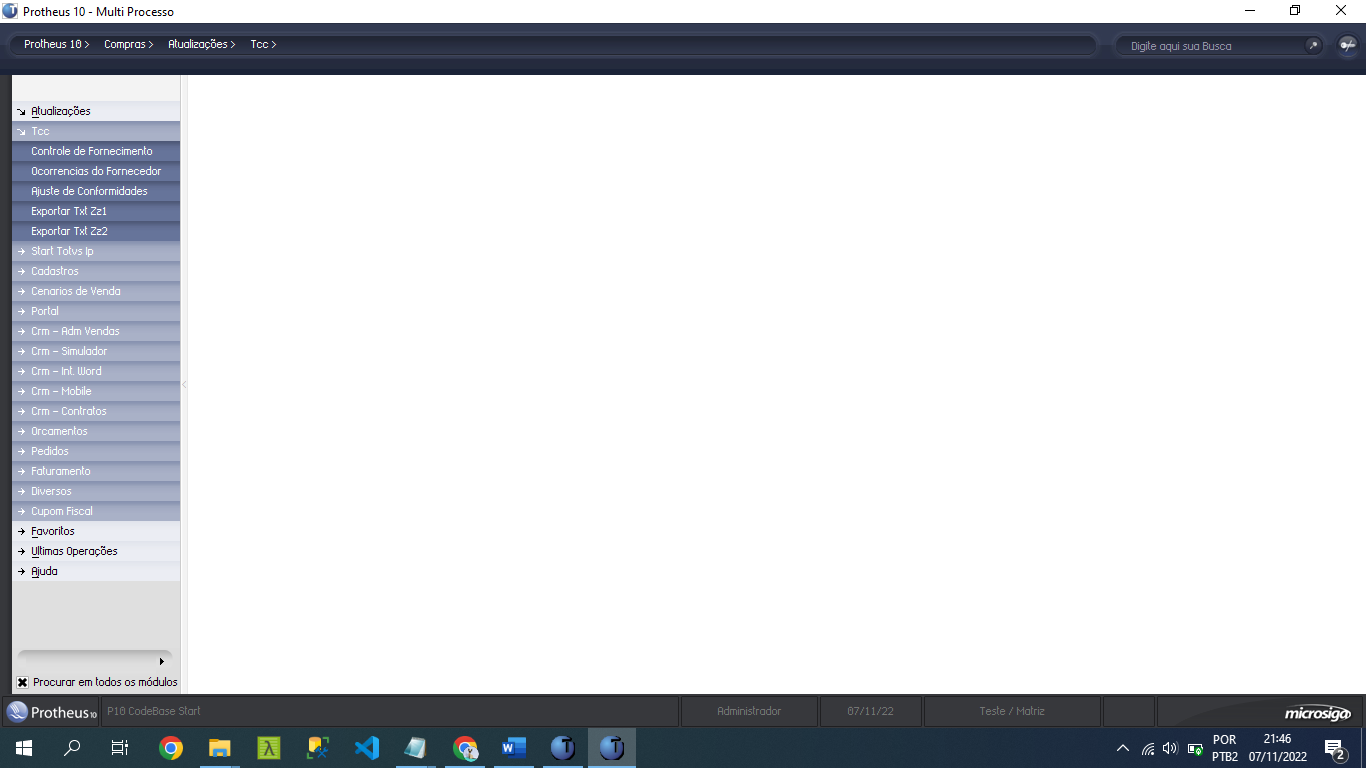 Protheus 10 - Multi Processo
Protheus 10 > Compras > Atualizações > Tcc >
Digite aqui sua Busca
Atualizações
Tcc
Controle de Fornecimento
Ocorrencias do Fornecedor
Ajuste de Conformidades
Exportar Txt Zz1
Exportar Txt Zz2
Start Totvs Ip
Cadastros
Cenarios de Venda
Portal
Crm - Adm Vendas
Crm - Simulador
Crm - Int. Word
Crm - Mobile
Crm - Contratos
Orcamentos
Pedidos
Faturamento
Diversos
Cupom Fiscal
Favoritos
Ultimas Operações
Ajuda
Procurar em todos os módulos
Protheus 10
P10 CodeBase Start
Administrador
07/11/22
Teste / Matriz
microsiga
POR
PTB2
21:46
07/11/2022
2